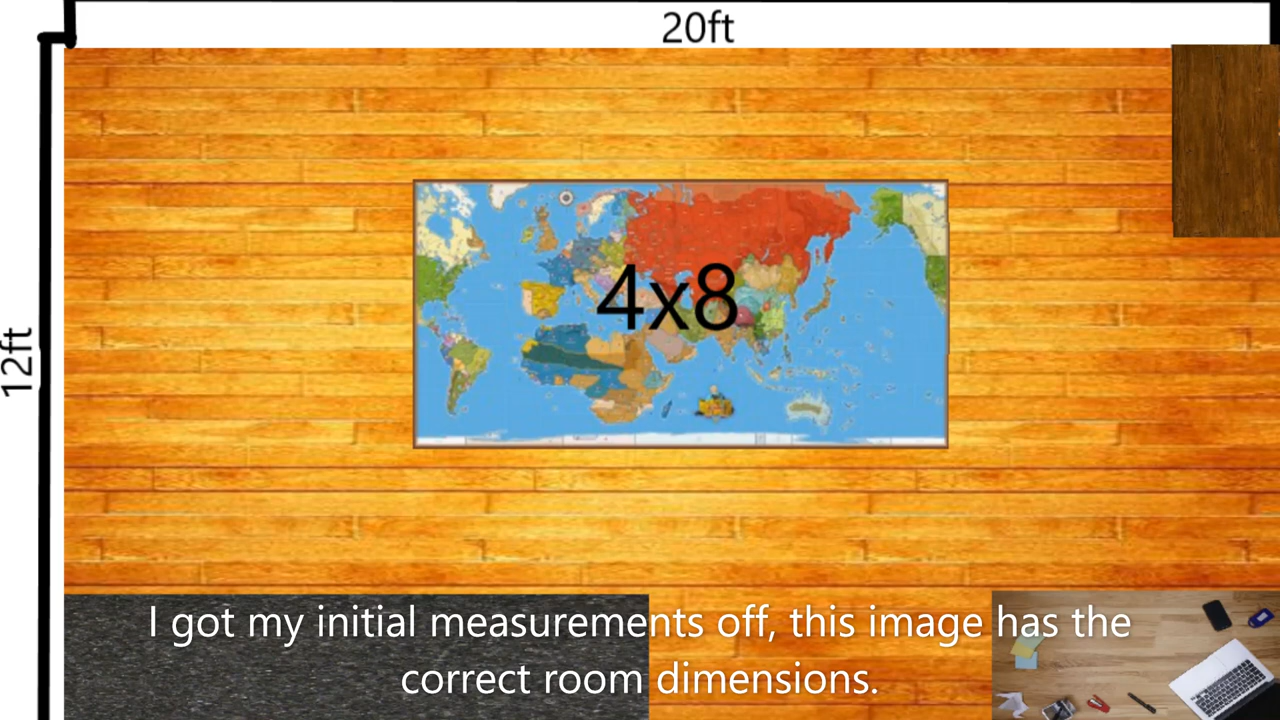 20ft
12ft
4x8
I got my initial measurements off, this image has the
correct room dimensions.